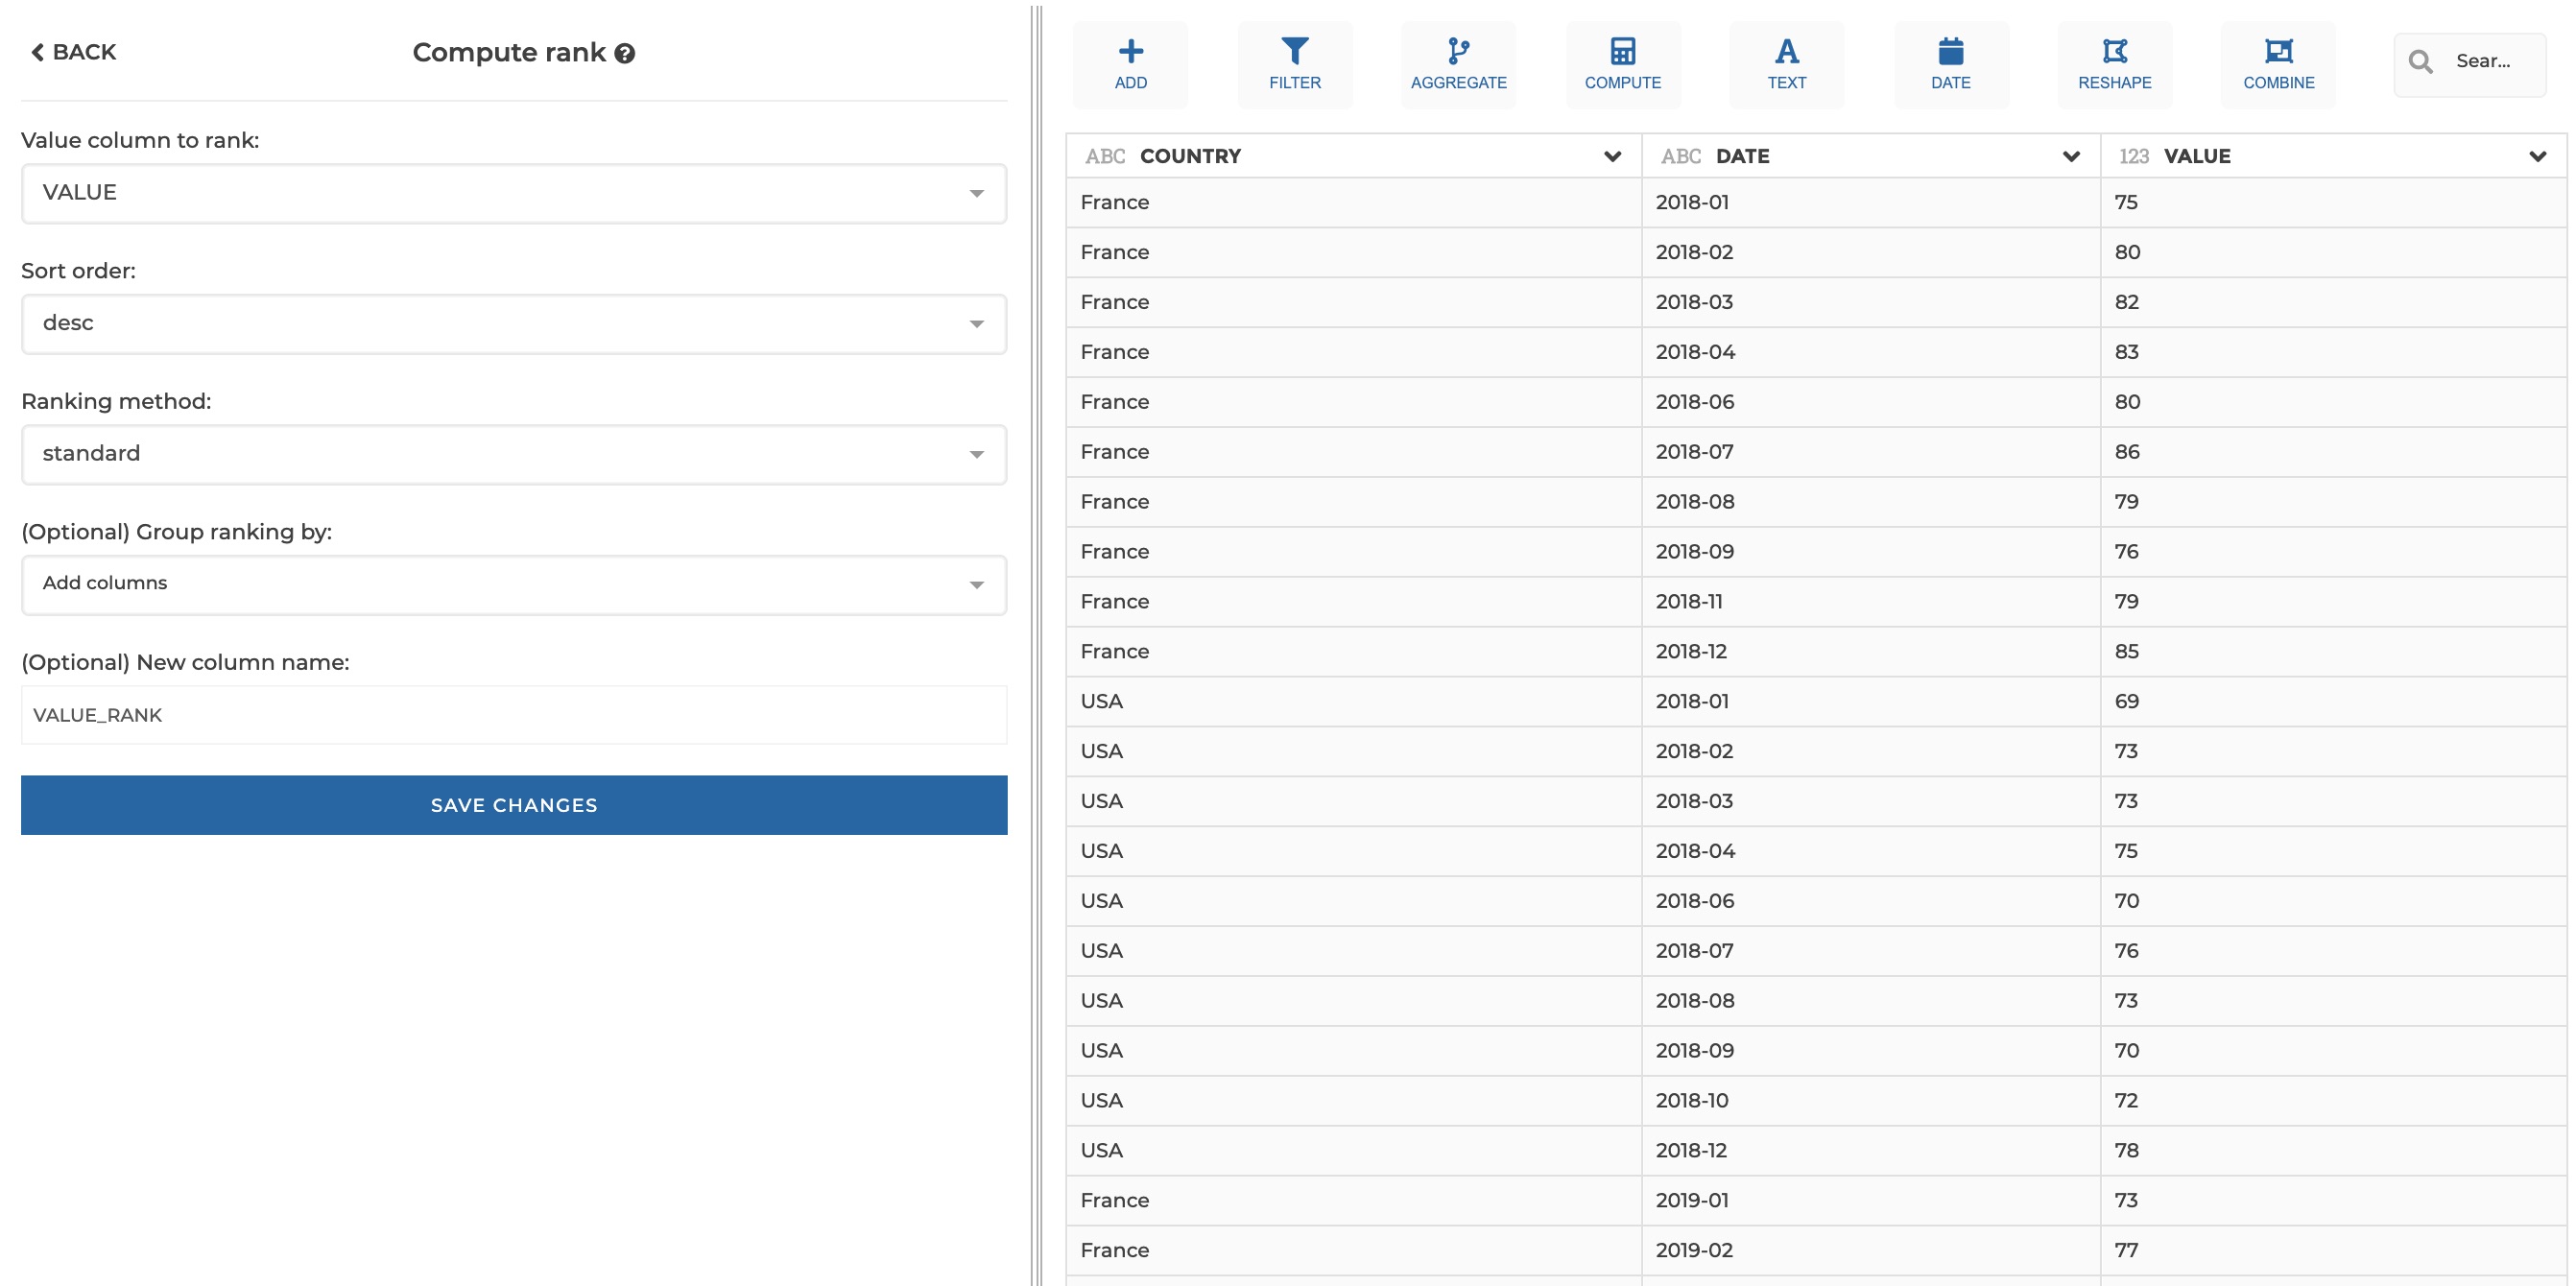 BACK
Compute rank ?
Value column to rank:
VALUE
Sort order:
desc
Ranking method:
standard
(Optional) Group ranking by:
Add columns
(Optional) New column name:
VALUE_RANK
SAVE CHANGES
ADD FILTER AGGREGATE COMPUTE TEXT DATE RESHAPE COMBINE Sear...
ABC COUNTRY ABC DATE 123 VALUE
France 2018-01 75
France 2018-02 80
France 2018-03 82
France 2018-04 83
France 2018-06 80
France 2018-07 86
France 2018-08 79
France 2018-09 76
France 2018-11 79
France 2018-12 85
USA 2018-01 69
USA 2018-02 73
USA 2018-03 73
USA 2018-04 75
USA 2018-06 70
USA 2018-07 76
USA 2018-08 73
USA 2018-09 70
USA 2018-10 72
USA 2018-12 78
France 2019-01 73
France 2019-02 77